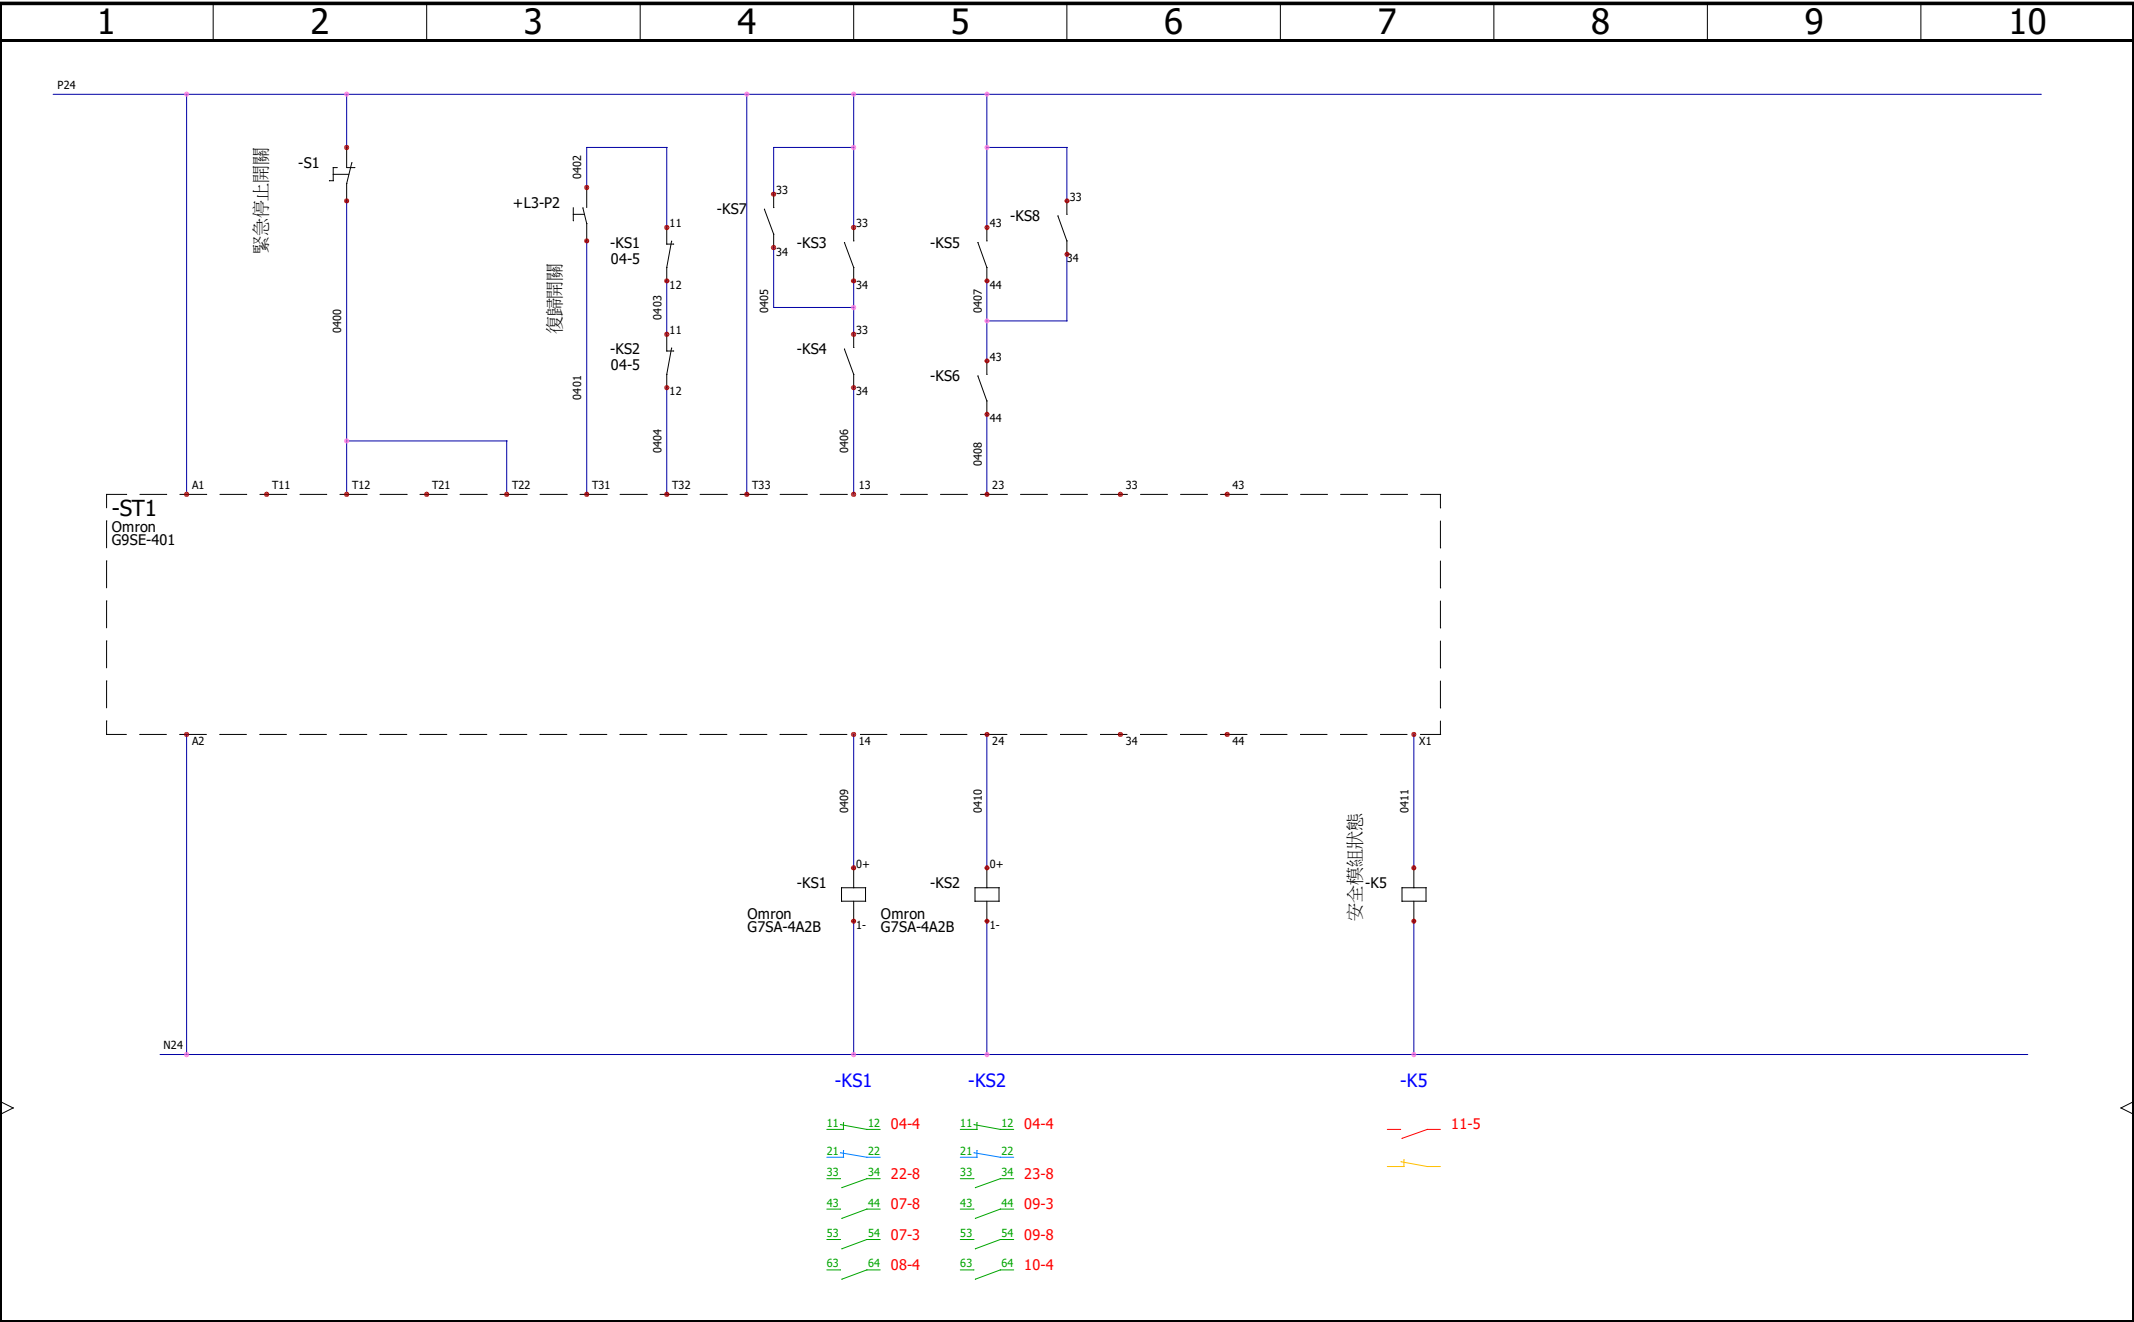 1 2 3 4 5 6 7 8 9 10
P24
緊急停止開關
-S1
0400
復歸開關
+L3-P2
0402
0401
-KS1
04-5
11
12
0403
-KS2
04-5
11
12
0404
-KS7
33
34
0405
-KS3
33
34
-KS4
33
34
0406
-KS5
43
44
0407
-KS8
33
34
-KS6
43
44
0408
A1 T11 T12 T21 T22 T31 T32 T33 13 23 33 43
-ST1
Omron
G9SE-401
A2 14 24 34 44 X1
0409
0410
0411
安全模組狀態
-KS1
0+
1-
Omron
G7SA-4A2B
-KS2
0+
1-
Omron
G7SA-4A2B
-K5
N24
-KS1 -KS2 -K5
11 12 04-4 11 12 04-4 11-5
21 22 21 22
33 34 22-8 33 34 23-8
43 44 07-8 43 44 09-3
53 54 07-3 53 54 09-8
63 64 08-4 63 64 10-4